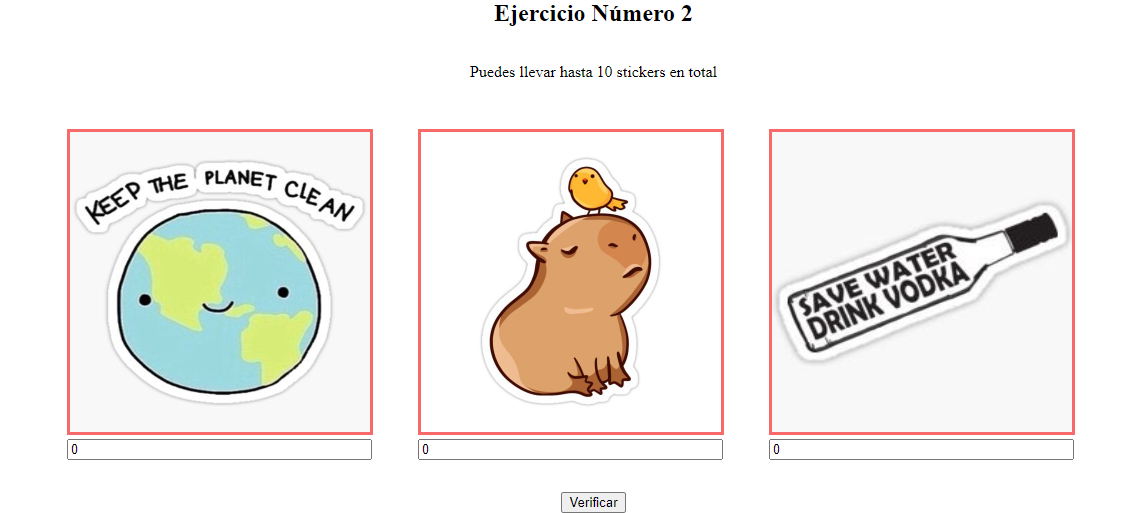 Ejercicio Número 2
Puedes llevar hasta 10 stickers en total
KEEP THE PLANET CLEAN
SAVE WATER
DRINK VODKA
0
0
0
Verificar